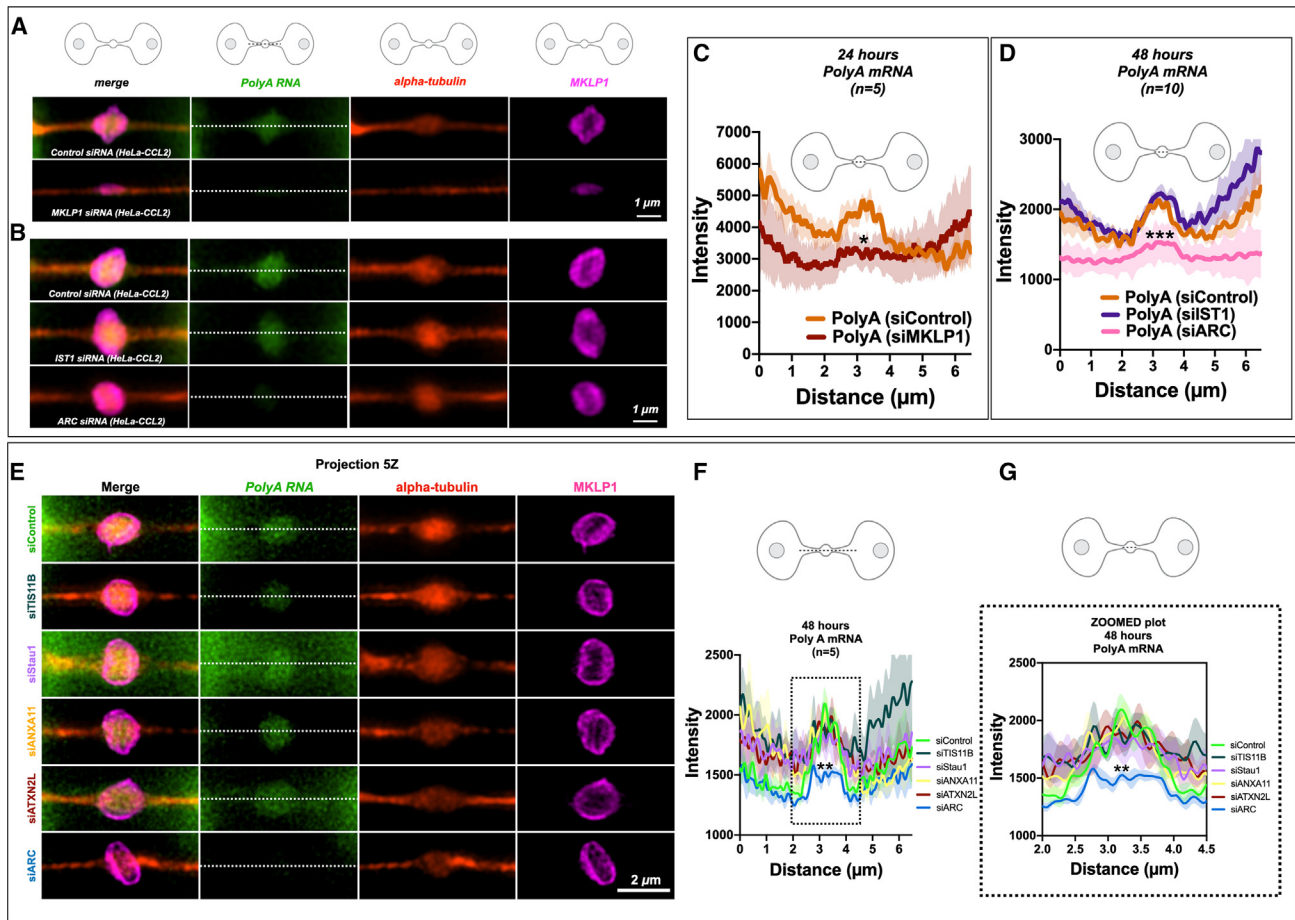 A
merge
PolyA RNA
alpha-tubulin
MKLP1
Control siRNA (HeLa-CCL2)
MKLP1 siRNA (HeLa-CCL2)
1 µm
B
Control siRNA (HeLa-CCL2)
IST1 siRNA (HeLa-CCL2)
ARC siRNA (HeLa-CCL2)
1 µm
C
24 hours
PolyA mRNA
(n=5)
Intensity
7000
6000
5000
4000
3000
2000
1000
0
*
PolyA (siControl)
PolyA (siMKLP1)
0 1 2 3 4 5 6
Distance (µm)
D
48 hours
PolyA mRNA
(n=10)
Intensity
3000
2000
1000
0
***
PolyA (siControl)
PolyA (siIST1)
PolyA (siARC)
0 1 2 3 4 5 6
Distance (µm)
E
Projection 5Z
Merge
PolyA RNA
alpha-tubulin
MKLP1
siControl
siTIS11B
siStau1
siANXA11
siATXN2L
siARC
2 µm
F
48 hours
Poly A mRNA
(n=5)
Intensity
2500
2000
1500
1000
**
siControl
siTIS11B
siStau1
siANXA11
siATXN2L
siARC
0 1 2 3 4 5 6
Distance (µm)
G
ZOOMED plot
48 hours
PolyA mRNA
Intensity
2500
2000
1500
1000
**
siControl
siTIS11B
siStau1
siANXA11
siATXN2L
siARC
2.0 2.5 3.0 3.5 4.0 4.5
Distance (µm)